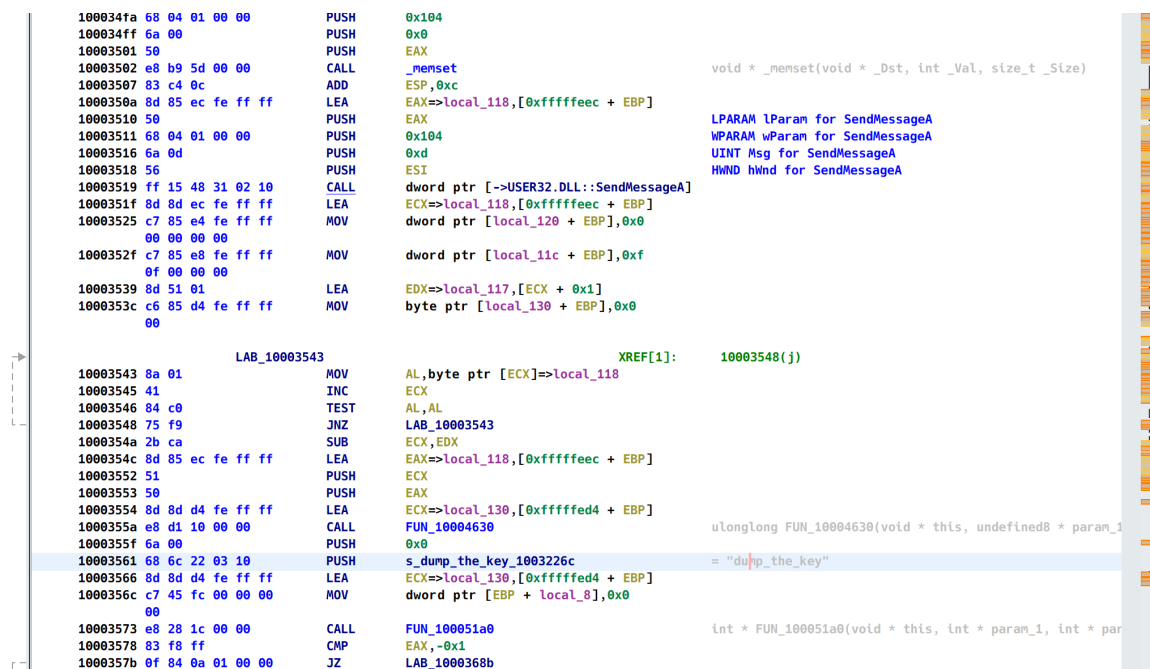 100034fa 68 04 01 00 00 PUSH 0x104
100034ff 6a 00 PUSH 0x0
10003501 50 PUSH EAX
10003502 e8 b9 5d 00 00 CALL _memset void * _memset(void * _Dst, int _Val, size_t _Size)
10003507 83 c4 0c ADD ESP,0xc
1000350a 8d 85 ec fe ff ff LEA EAX=>local_118,[0xfffffeec + EBP]
10003510 50 PUSH EAX LPARAM lParam for SendMessageA
10003511 68 04 01 00 00 PUSH 0x104 WPARAM wParam for SendMessageA
10003516 6a 0d PUSH 0xd UINT Msg for SendMessageA
10003518 56 PUSH ESI HWND hWnd for SendMessageA
10003519 ff 15 48 31 02 10 CALL dword ptr [->USER32.DLL::SendMessageA]
1000351f 8d 8d ec fe ff ff LEA ECX=>local_118,[0xfffffeec + EBP]
10003525 c7 85 e4 fe ff ff MOV dword ptr [local_120 + EBP],0x0
00 00 00 00
1000352f c7 85 e8 fe ff ff MOV dword ptr [local_11c + EBP],0xf
0f 00 00 00
10003539 8d 51 01 LEA EDX=>local_117,[ECX + 0x1]
1000353c c6 85 d4 fe ff ff MOV byte ptr [local_130 + EBP],0x0
00
LAB_10003543 XREF[1]: 10003548(j)
10003543 8a 01 MOV AL,byte ptr [ECX]=>local_118
10003545 41 INC ECX
10003546 84 c0 TEST AL,AL
10003548 75 f9 JNZ LAB_10003543
1000354a 2b ca SUB ECX,EDX
1000354c 8d 85 ec fe ff ff LEA EAX=>local_118,[0xfffffeec + EBP]
10003552 51 PUSH ECX
10003553 50 PUSH EAX
10003554 8d 8d d4 fe ff ff LEA ECX=>local_130,[0xfffffed4 + EBP]
1000355a e8 d1 10 00 00 CALL FUN_10004630 ulonglong FUN_10004630(void * this, undefined8 * param_1
1000355f 6a 00 PUSH 0x0
10003561 68 6c 22 03 10 PUSH s_dump_the_key_1003226c = "dump_the_key"
10003566 8d 8d d4 fe ff ff LEA ECX=>local_130,[0xfffffed4 + EBP]
1000356c c7 45 fc 00 00 00 MOV dword ptr [EBP + local_8],0x0
00
10003573 e8 28 1c 00 00 CALL FUN_100051a0 int * FUN_100051a0(void * this, int * param_1, int * par
10003578 83 f8 ff CMP EAX,-0x1
1000357b 0f 84 0a 01 00 00 JZ LAB_1000368b